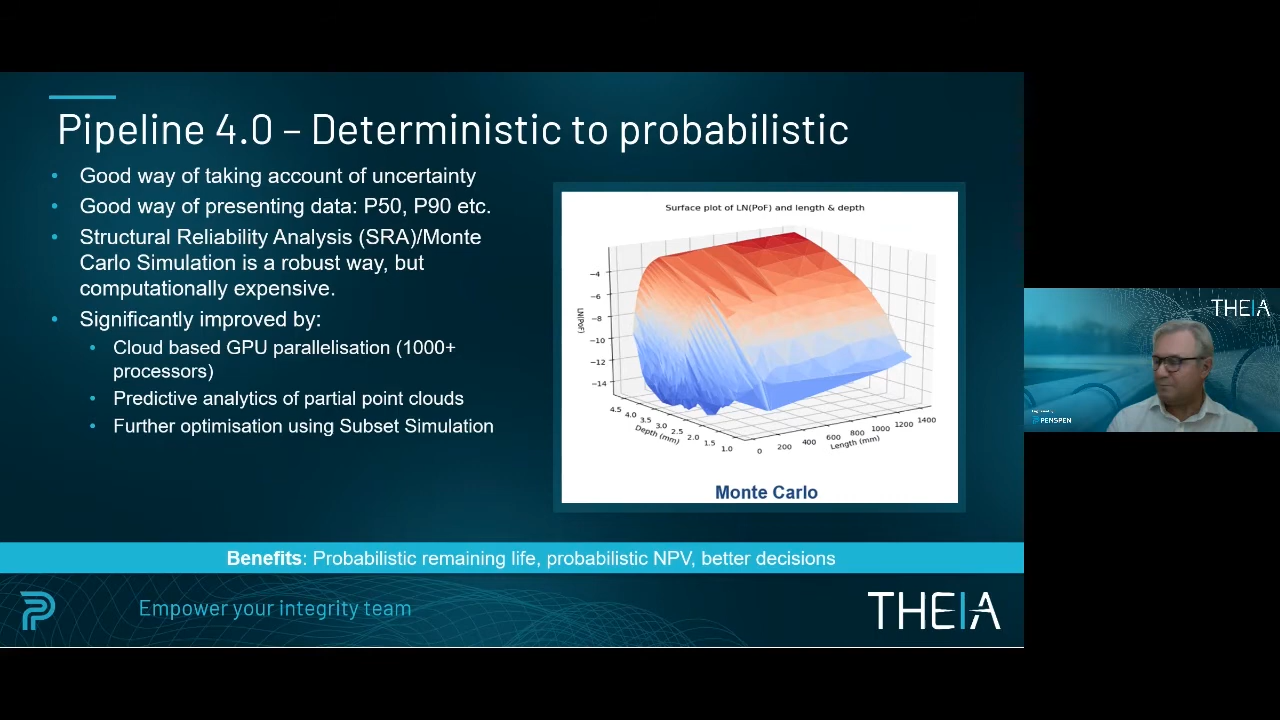 Pipeline 4.0 – Deterministic to probabilistic
• Good way of taking account of uncertainty
• Good way of presenting data: P50, P90 etc.
• Structural Reliability Analysis (SRA)/Monte
Carlo Simulation is a robust way, but
computationally expensive.
• Significantly improved by:
• Cloud based GPU parallelisation (1000+
processors)
• Predictive analytics of partial point clouds
• Further optimisation using Subset Simulation
Surface plot of LN(PoF) and length & depth
LN(PoF)
−4
−6
−8
−10
−12
−14
4.5 4.0 3.5 3.0 2.5 2.0 1.5 1.0
Depth (mm)
0 200 400 600 800 1000 1200 1400
Length (mm)
Monte Carlo
Benefits: Probabilistic remaining life, probabilistic NPV, better decisions
Empower your integrity team
THEIA
THEIA
PENSPEN